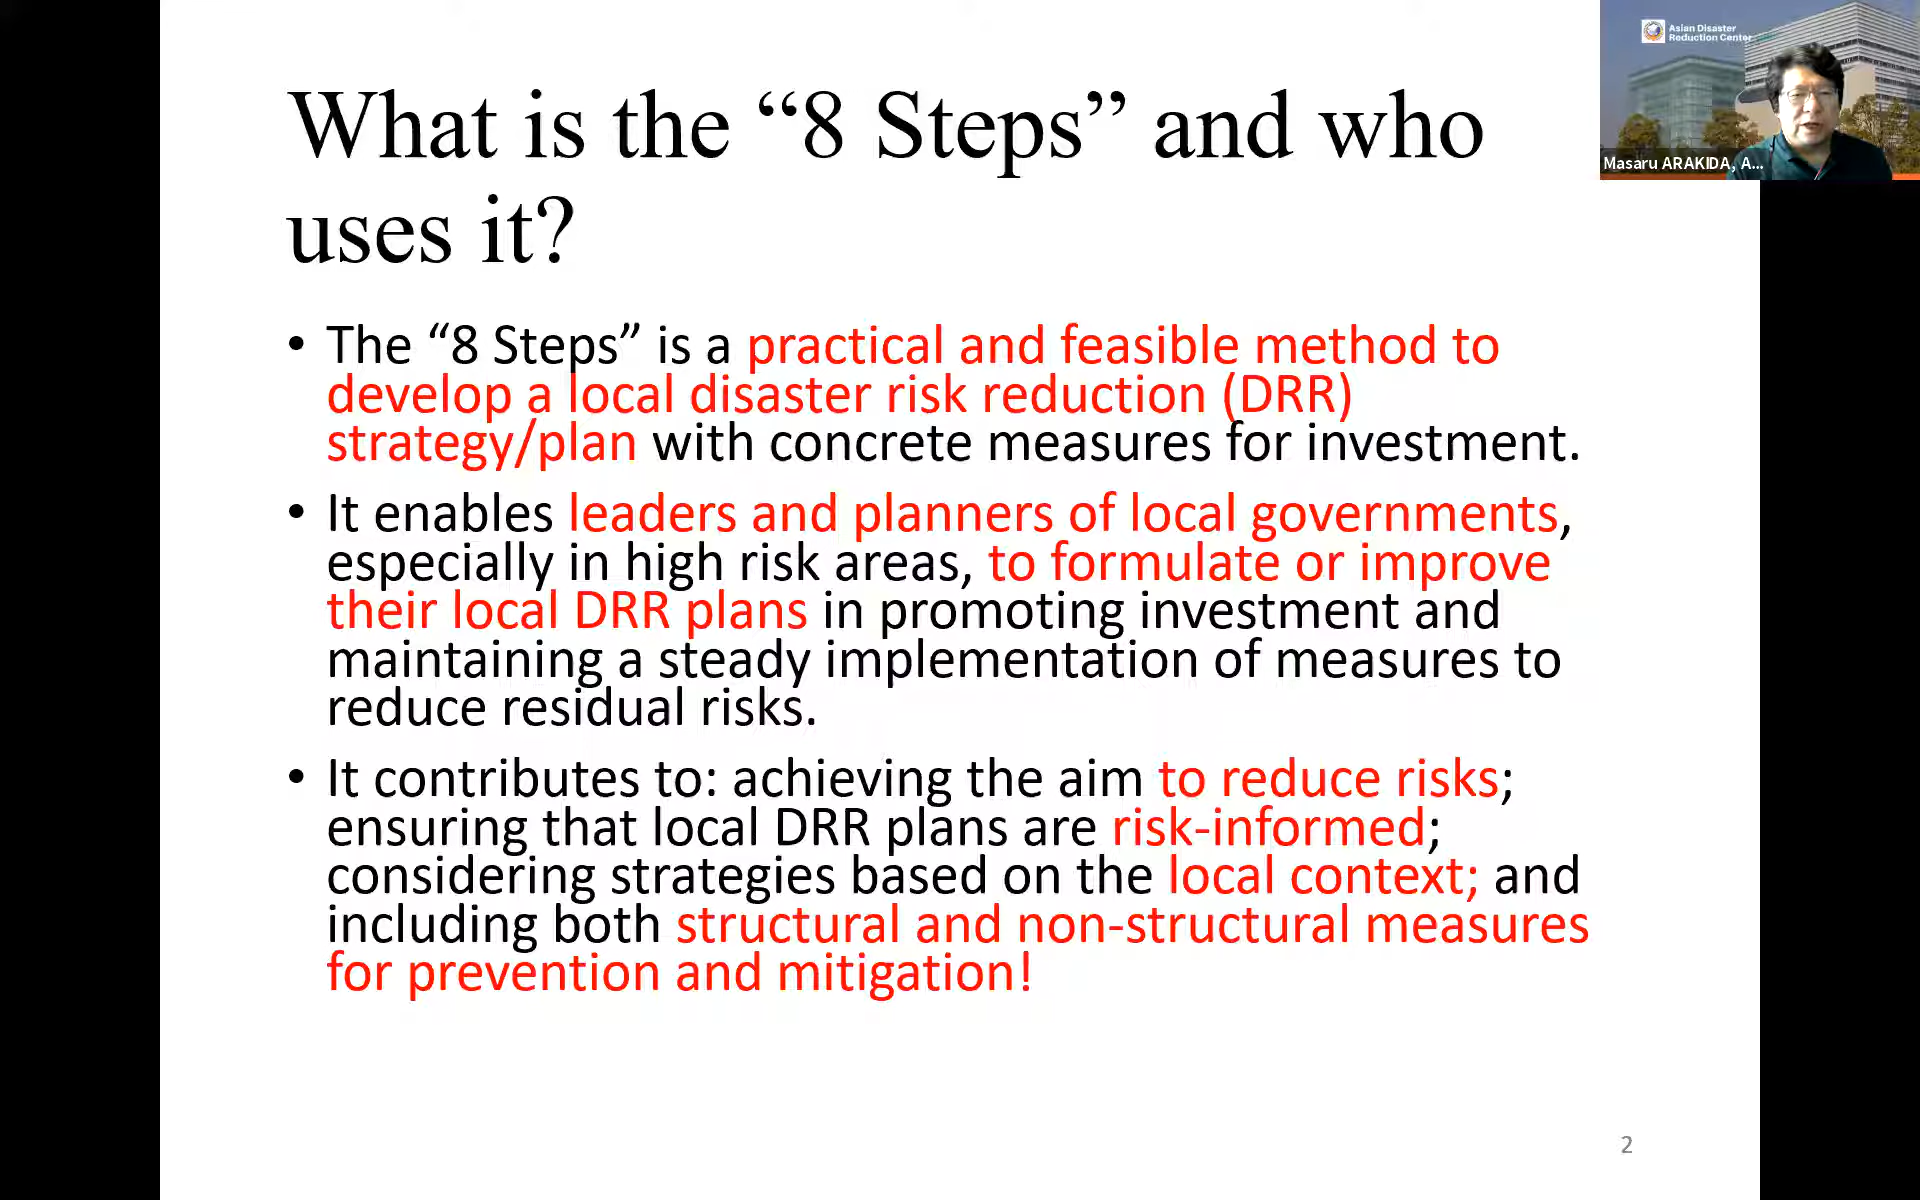 What is the “8 Steps” and who
uses it?
• The “8 Steps” is a practical and feasible method to
develop a local disaster risk reduction (DRR)
strategy/plan with concrete measures for investment.
• It enables leaders and planners of local governments,
especially in high risk areas, to formulate or improve
their local DRR plans in promoting investment and
maintaining a steady implementation of measures to
reduce residual risks.
• It contributes to: achieving the aim to reduce risks;
ensuring that local DRR plans are risk-informed;
considering strategies based on the local context; and
including both structural and non-structural measures
for prevention and mitigation!
2
Asian Disaster
Reduction Center
Masaru ARAKIDA, A...